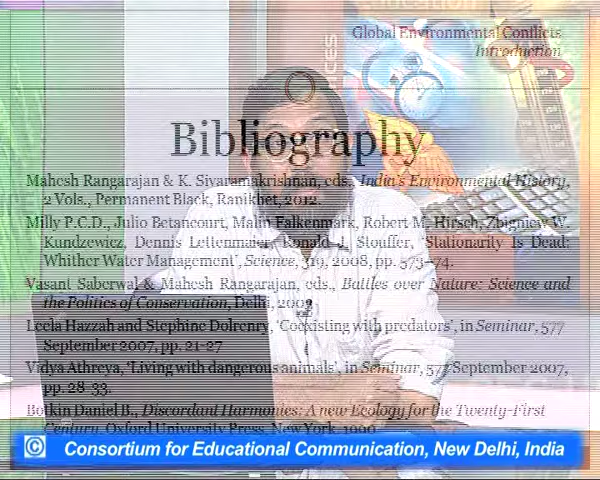 Global Environmental Conflicts
Introduction
Bibliography
Mahesh Rangarajan & K. Sivaramakrishnan, eds., India's Environmental History,
2 Vols., Permanent Black, Ranikhet, 2012.
Milly P.C.D., Julio Betancourt, Malin Falkenmark, Robert M. Hirsch, Zbigniew W.
Kundzewicz, Dennis Lettenmaier, Ronald J. Stouffer, 'Stationarity Is Dead:
Whither Water Management', Science, 319, 2008, pp. 573–74.
Vasant Saberwal & Mahesh Rangarajan, eds., Battles over Nature: Science and
the Politics of Conservation, Delhi, 2003
Leela Hazzah and Stephine Dolrenry, 'Coexisting with predators', in Seminar, 577
September 2007, pp. 21-27
Vidya Athreya, 'Living with dangerous animals', in Seminar, 577 September 2007,
pp. 28-33.
Botkin Daniel B., Discordant Harmonies: A new Ecology for the Twenty-First
Century, Oxford University Press, New York, 1990
© Consortium for Educational Communication, New Delhi, India